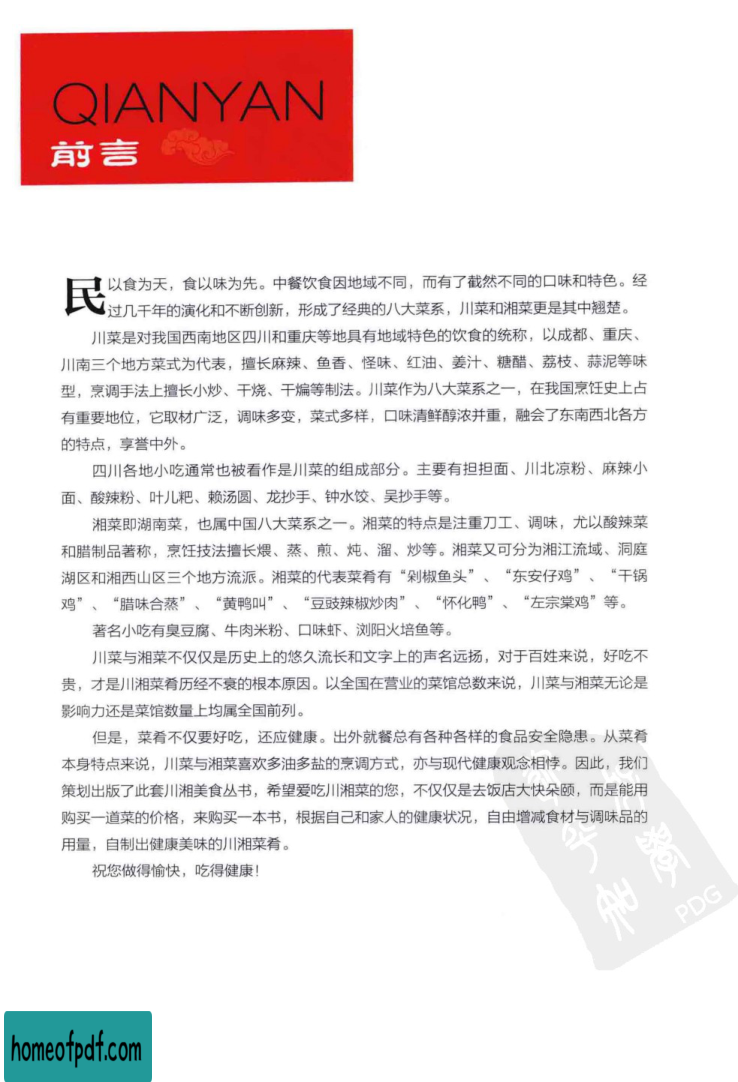 QIANYAN
前言
民以食为天，食以味为先。中餐饮食因地域不同，而有了截然不同的口味和特色。经
过几千年的演化和不断创新，形成了经典的八大菜系，川菜和湘菜更是其中翘楚。
川菜是对我国西南地区四川和重庆等地具有地域特色的饮食的统称，以成都、重庆、
川南三个地方菜式为代表，擅长麻辣、鱼香、怪味、红油、姜汁、糖醋、荔枝、蒜泥等味
型，烹调手法上擅长小炒、干烧、干煸等制法。川菜作为八大菜系之一，在我国烹饪史上占
有重要地位，它取材广泛，调味多变，菜式多样，口味清鲜醇浓并重，融会了东南西北各方
的特点，享誉中外。
四川各地小吃通常也被看作是川菜的组成部分。主要有担担面、川北凉粉、麻辣小
面、酸辣粉、叶儿粑、赖汤圆、龙抄手、钟水饺、吴抄手等。
湘菜即湖南菜，也属中国八大菜系之一。湘菜的特点是注重刀工、调味，尤以酸辣菜
和腊制品著称，烹饪技法擅长煨、蒸、煎、炖、溜、炒等。湘菜又可分为湘江流域、洞庭
湖区和湘西山区三个地方流派。湘菜的代表菜肴有“剁椒鱼头”、“东安仔鸡”、“干锅
鸡”、“腊味合蒸”、“黄鸭叫”、“豆豉辣椒炒肉”、“怀化鸭”、“左宗棠鸡”等。
著名小吃有臭豆腐、牛肉米粉、口味虾、浏阳火培鱼等。
川菜与湘菜不仅仅是历史上的悠久流长和文字上的声名远扬，对于百姓来说，好吃不
贵，才是川湘菜肴历经不衰的根本原因。以全国在营业的菜馆总数来说，川菜与湘菜无论是
影响力还是菜馆数量上均属全国前列。
但是，菜肴不仅要好吃，还应健康。出外就餐总有各种各样的食品安全隐患。从菜肴
本身特点来说，川菜与湘菜喜欢多油多盐的烹调方式，亦与现代健康观念相悖。因此，我们
策划出版了此套川湘美食丛书，希望爱吃川湘菜的您，不仅仅是去饭店大快朵颐，而是能用
购买一道菜的价格，来购买一本书，根据自己和家人的健康状况，自由增减食材与调味品的
用量，自制出健康美味的川湘菜肴。
祝您做得愉快，吃得健康！
PDG
homeofpdf.com